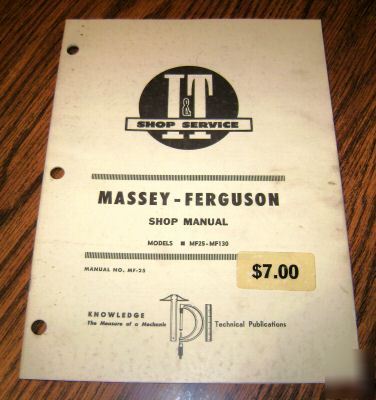 I&T
SHOP SERVICE
MASSEY-FERGUSON
SHOP MANUAL
MODELS ■ MF25-MF130
MANUAL NO. MF-25
$7.00
KNOWLEDGE
The Measure of a Mechanic
TDI
Technical Publications